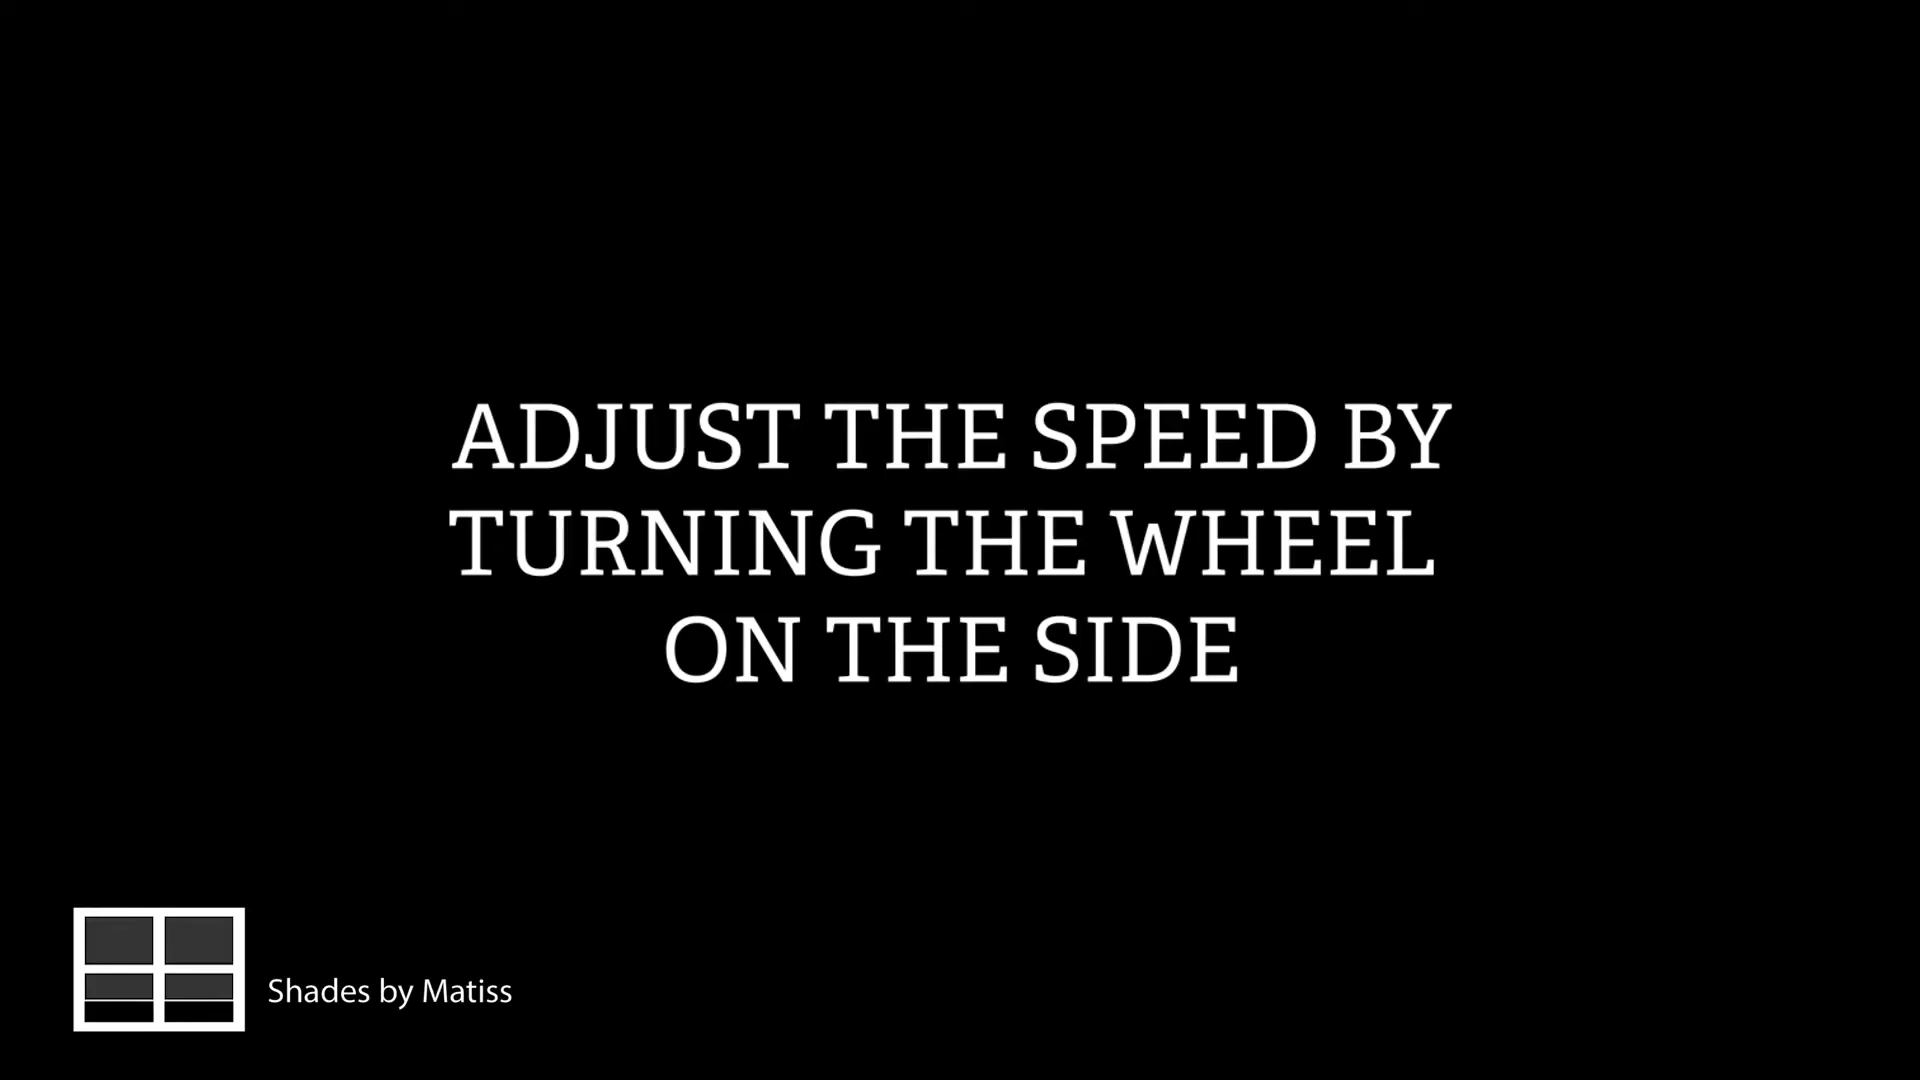 ADJUST THE SPEED BY
TURNING THE WHEEL
ON THE SIDE
Shades by Matiss